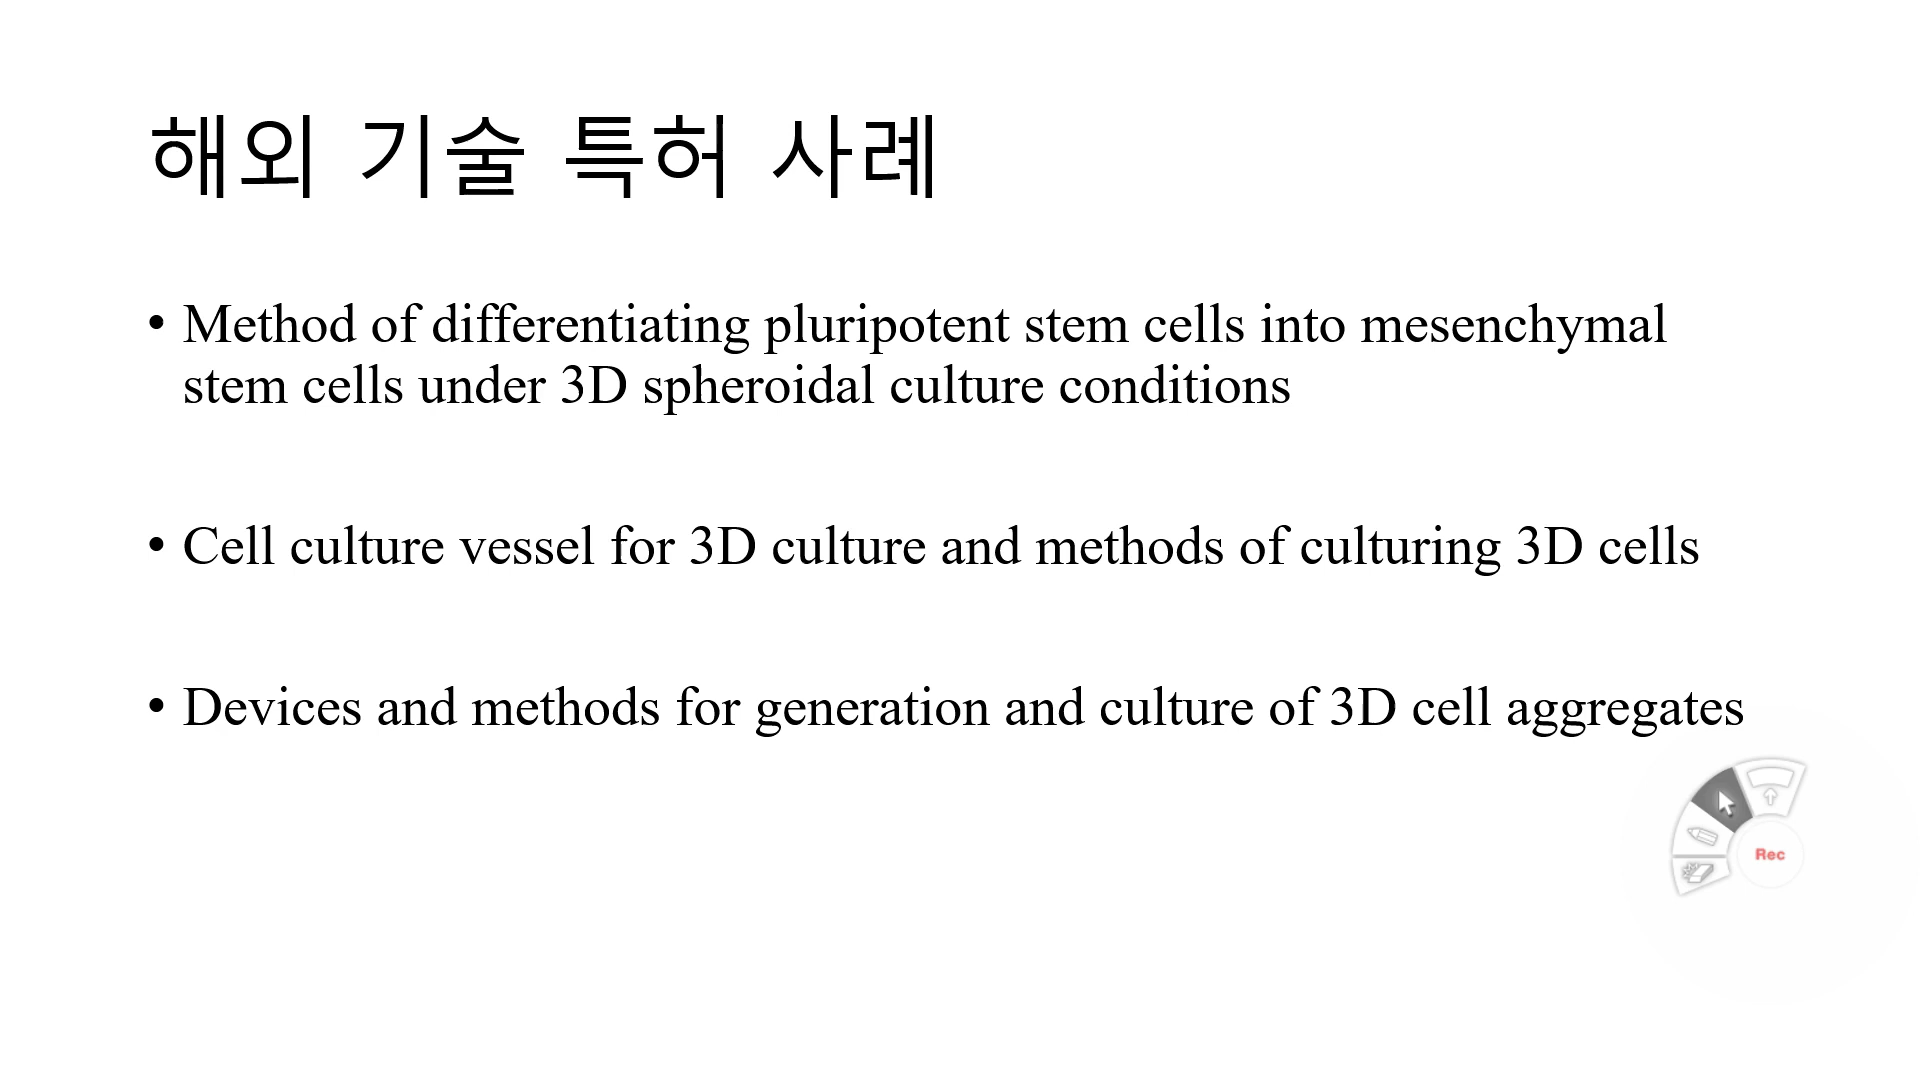 해외 기술 특허 사례
• Method of differentiating pluripotent stem cells into mesenchymal
stem cells under 3D spheroidal culture conditions
• Cell culture vessel for 3D culture and methods of culturing 3D cells
• Devices and methods for generation and culture of 3D cell aggregates
Rec